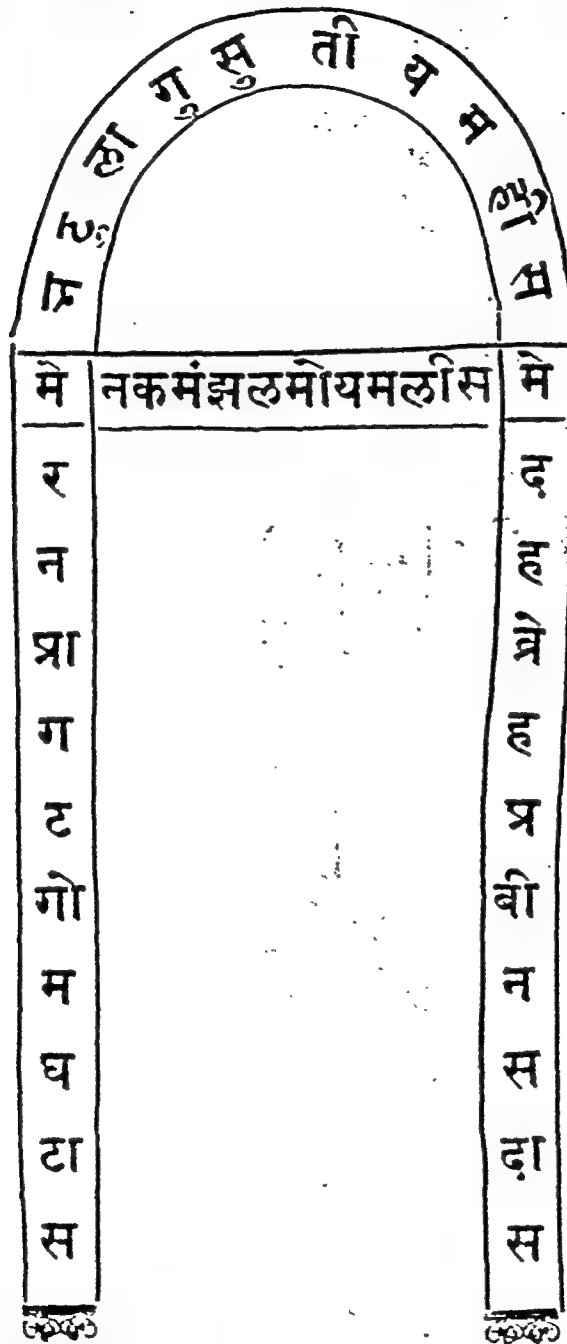 ला गु सु ती य म ही स
मे नकमंझलमोयमलीस मे
न
प्रा
ग
ट
गो
म
घ
टा
स
द
ह
ह
प्र
बी
न
स
ढ़ा
स